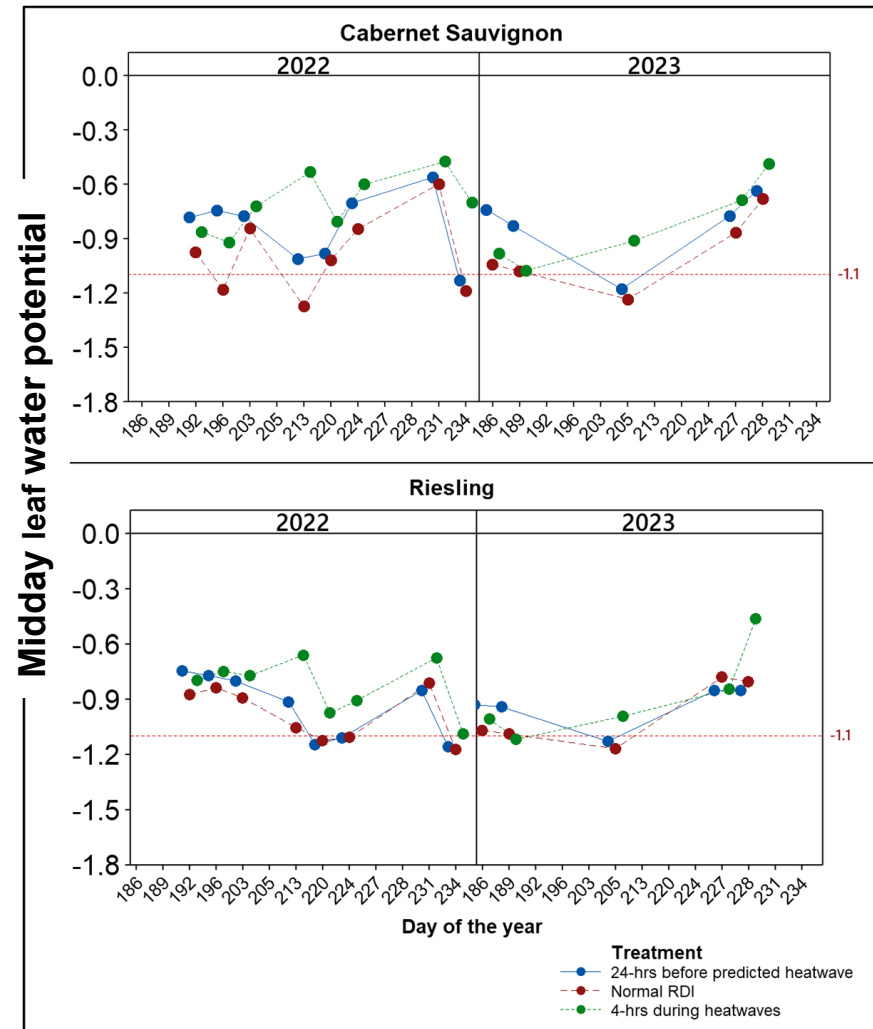 Midday leaf water potential
Cabernet Sauvignon
2022 2023
0.0
-0.3
-0.6
-0.9
-1.2
-1.5
-1.8
-1.1
186 189 192 196 203 205 213 220 224 227 228 231 234 186 189 192 196 203 205 213 220 224 227 228 231 234
Riesling
2022 2023
0.0
-0.3
-0.6
-0.9
-1.2
-1.5
-1.8
-1.1
186 189 192 196 203 205 213 220 224 227 228 231 234 186 189 192 196 203 205 213 220 224 227 228 231 234
Day of the year
Treatment
24-hrs before predicted heatwave
Normal RDI
4-hrs during heatwaves